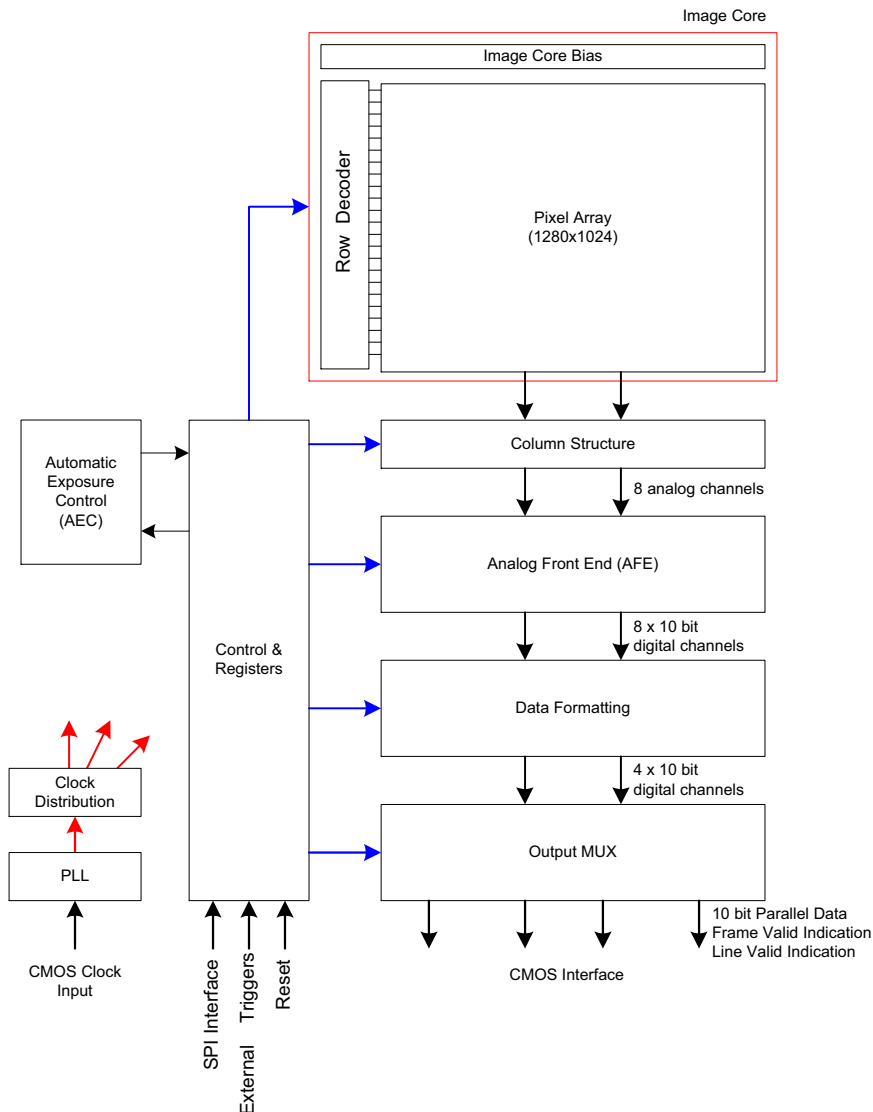 Image Core
Image Core Bias
Row Decoder
Pixel Array
(1280x1024)
Automatic
Exposure
Control
(AEC)
Column Structure
8 analog channels
Analog Front End (AFE)
8 x 10 bit
digital channels
Control &
Registers
Data Formatting
4 x 10 bit
digital channels
Clock
Distribution
Output MUX
PLL
10 bit Parallel Data
Frame Valid Indication
Line Valid Indication
CMOS Clock
Input
SPI Interface
External Triggers
Reset
CMOS Interface